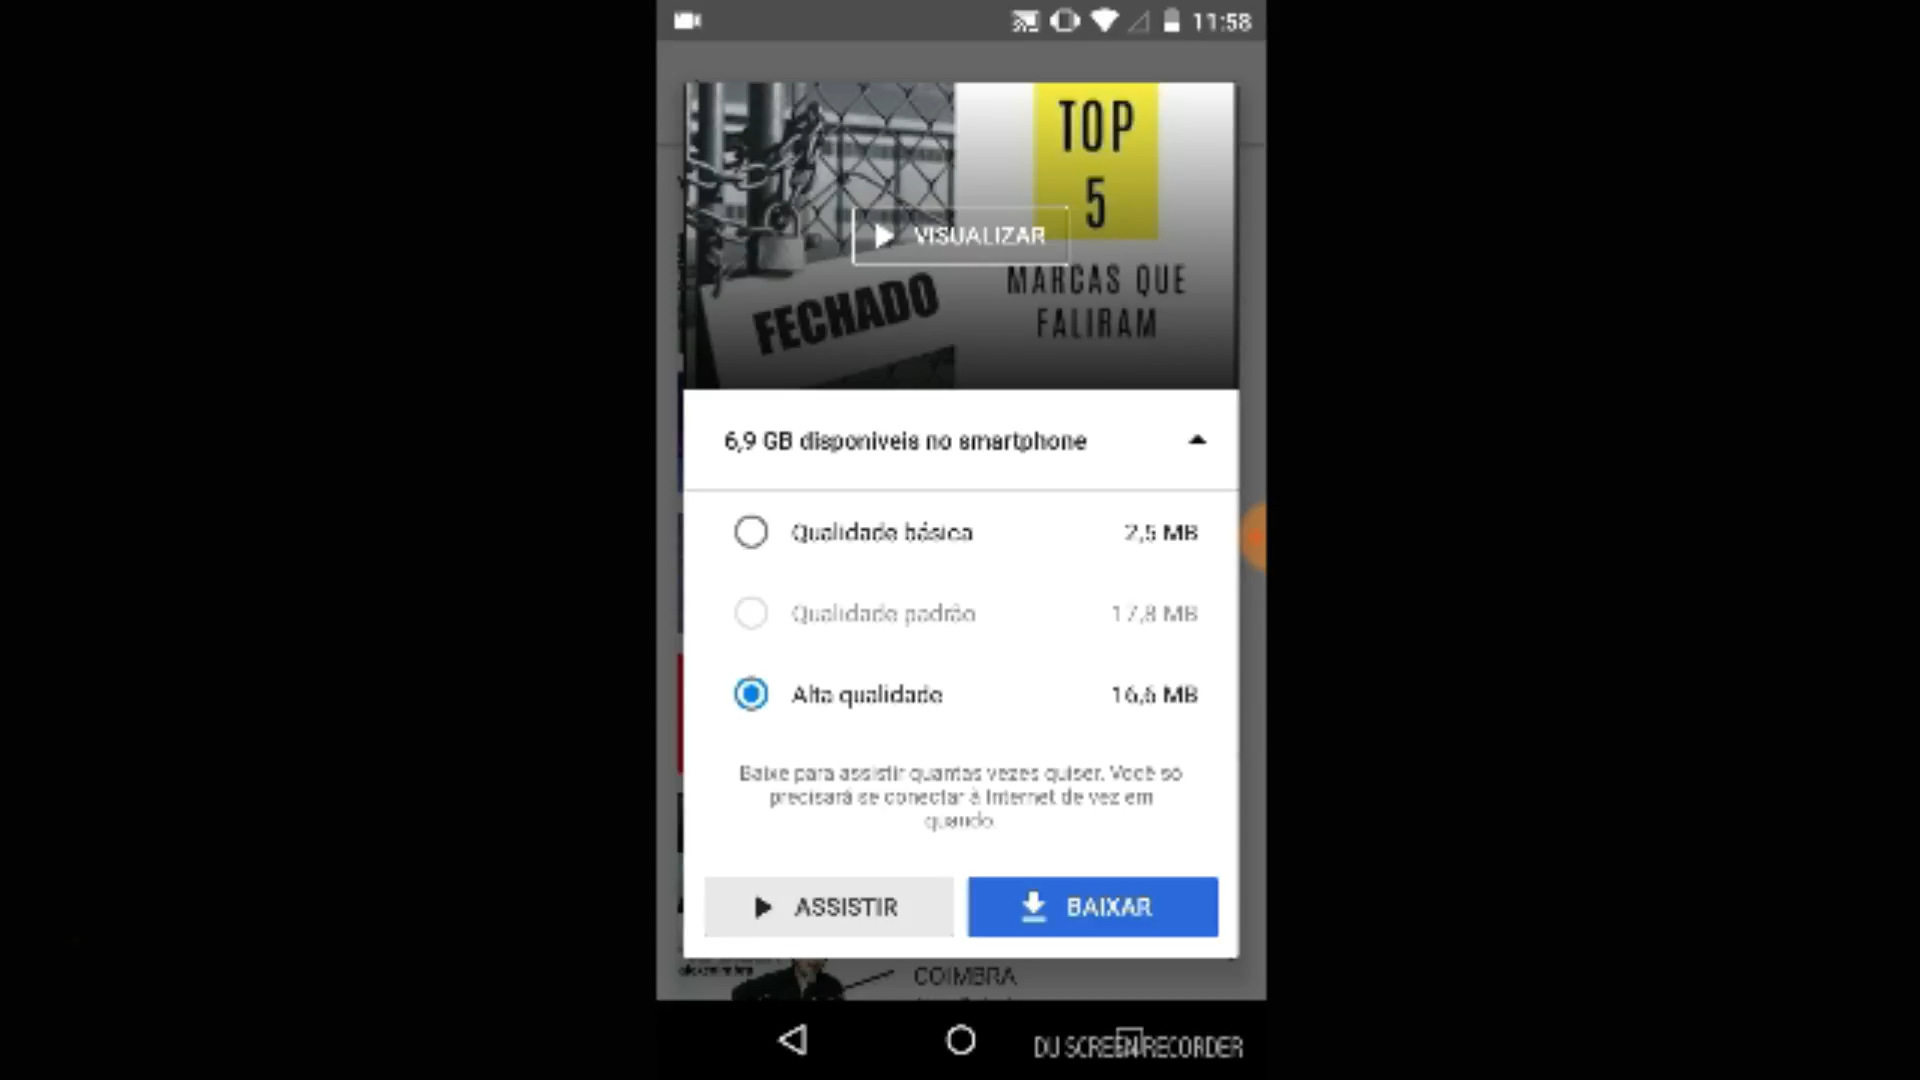 11:58
TOP
5
VISUALIZAR
MARCAS QUE
FALIRAM
FECHADO
6,9 GB disponíveis no smartphone
Qualidade básica 2,5 MB
Qualidade padrão 17,8 MB
Alta qualidade 16,6 MB
Baixe para assistir quantas vezes quiser. Você só
precisará se conectar à Internet de vez em
quando.
ASSISTIR
BAIXAR
COIMBRA
DU SCREEN RECORDER